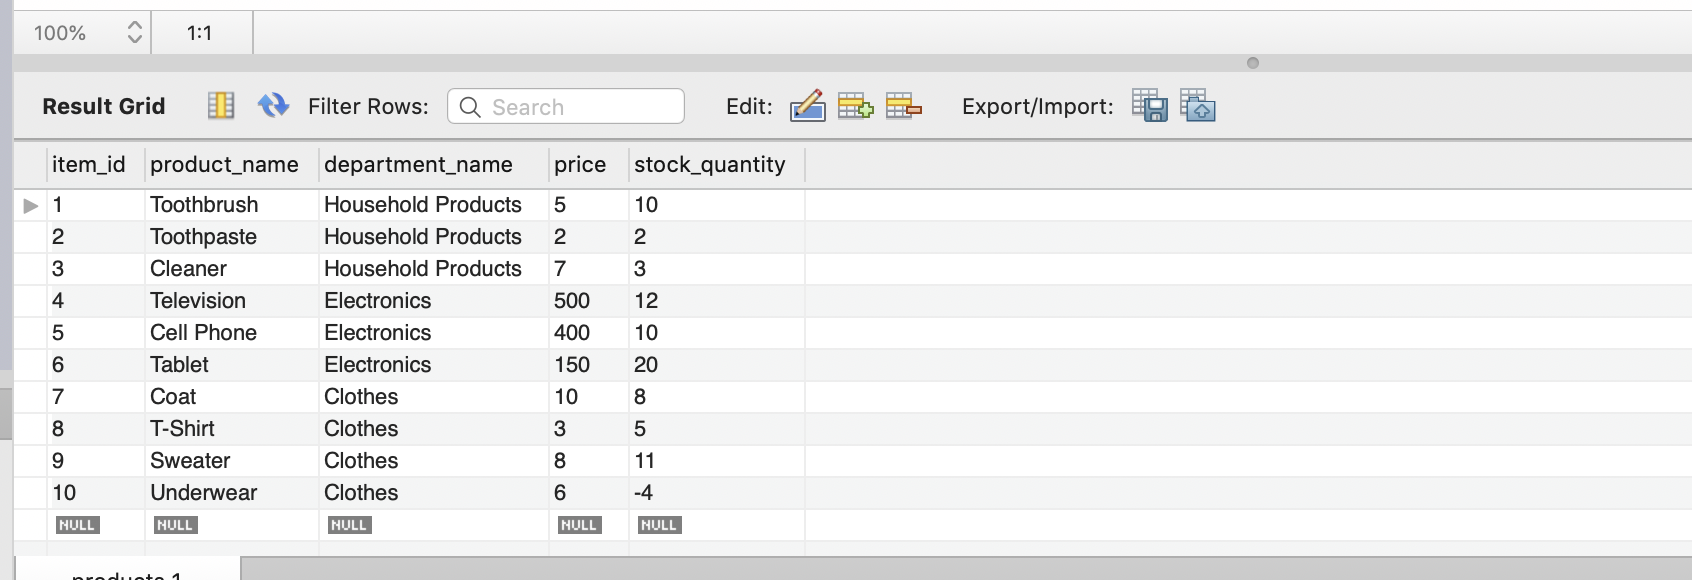 100% 1:1
Result Grid Filter Rows: Search Edit: Export/Import:
item_id product_name department_name price stock_quantity
1 Toothbrush Household Products 5 10
2 Toothpaste Household Products 2 2
3 Cleaner Household Products 7 3
4 Television Electronics 500 12
5 Cell Phone Electronics 400 10
6 Tablet Electronics 150 20
7 Coat Clothes 10 8
8 T-Shirt Clothes 3 5
9 Sweater Clothes 8 11
10 Underwear Clothes 6 -4
NULL NULL NULL NULL NULL
products 1